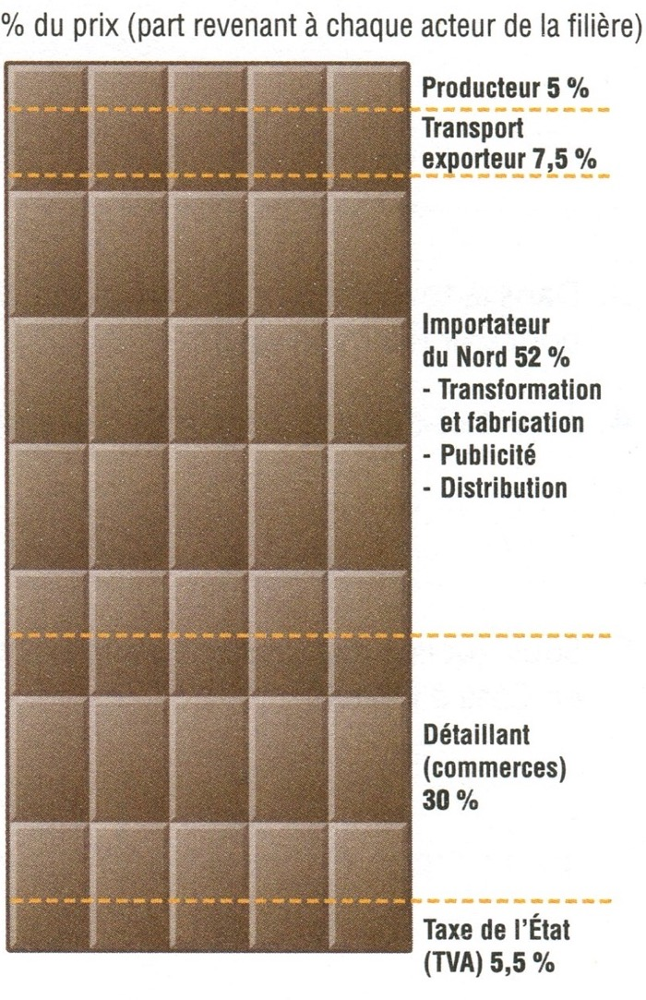 % du prix (part revenant à chaque acteur de la filière)
Producteur 5 %
Transport
exporteur 7,5 %
Importateur
du Nord 52 %
- Transformation
et fabrication
- Publicité
- Distribution
Détaillant
(commerces)
30 %
Taxe de l'État
(TVA) 5,5 %